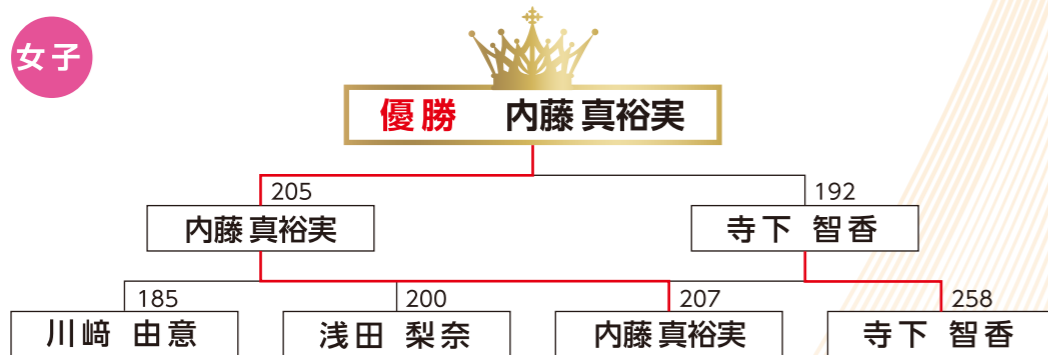 女子
優勝 内藤 真裕実
205 192
内藤 真裕実 寺下 智香
185 200 207 258
川﨑 由意 浅田 梨奈 内藤 真裕実 寺下 智香